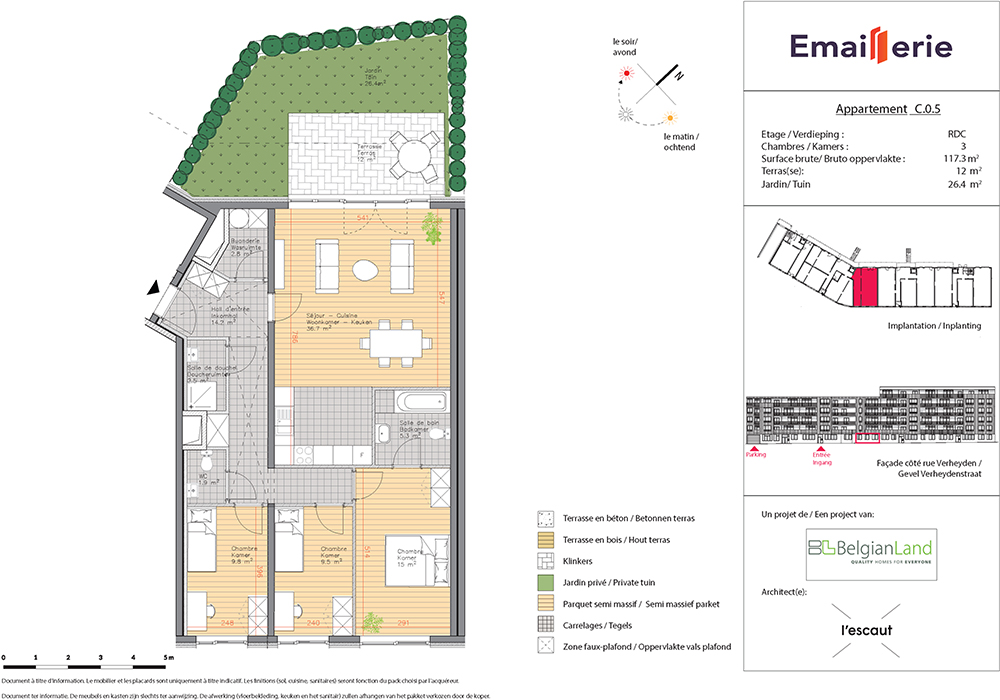 Jardin
Tuin
26.4m²
Terrasse
Terras
12 m²
541
547
766
Buanderie
Wasruimte
2.8 m²
Hall d'entrée
Inkomhal
14.2 m²
Séjour - Cuisine
Woonkamer - Keuken
36.7 m²
Salle de douche
Doucheruimte
Salle de bain
Badkamer
5.3 m²
F
WC
1.9 m²
Chambre
Kamer
9.8 m²
398
248
Chambre
Kamer
9.5 m²
240
Chambre
Kamer
15 m²
514
291
0 1 2 3 4 5 m
Document à titre d'information. Le mobilier et les placards sont uniquement à titre indicatif. Les finitions (sol, cuisine, sanitaires) seront fonction du pack choisi par l'acquéreur.
Document ter informatie. De meubels en kasten zijn slechts ter aanwijzing. De afwerking (vloerbekleding, keuken en het sanitair) zullen afhangen van het pakket verkozen door de koper.
le soir/
avond
N
le matin /
ochtend
Terrasse en béton / Betonnen terras
Terrasse en bois / Hout terras
Klinkers
Jardin privé / Private tuin
Parquet semi massif / Semi massief parket
Carrelages / Tegels
Zone faux-plafond / Oppervlakte vals plafond
Emaillerie
Appartement C.0.5
Etage / Verdieping : RDC
Chambres / Kamers : 3
Surface brute/ Bruto oppervlakte : 117.3 m²
Terras(se): 12 m²
Jardin/ Tuin 26.4 m²
Implantation / Inplanting
Parking
Entrée
Ingang
Façade côté rue Verheyden /
Gevel Verheydenstraat
Un projet de / Een project van:
BelgianLand
QUALITY HOMES FOR EVERYONE
Architect(e):
l'escaut